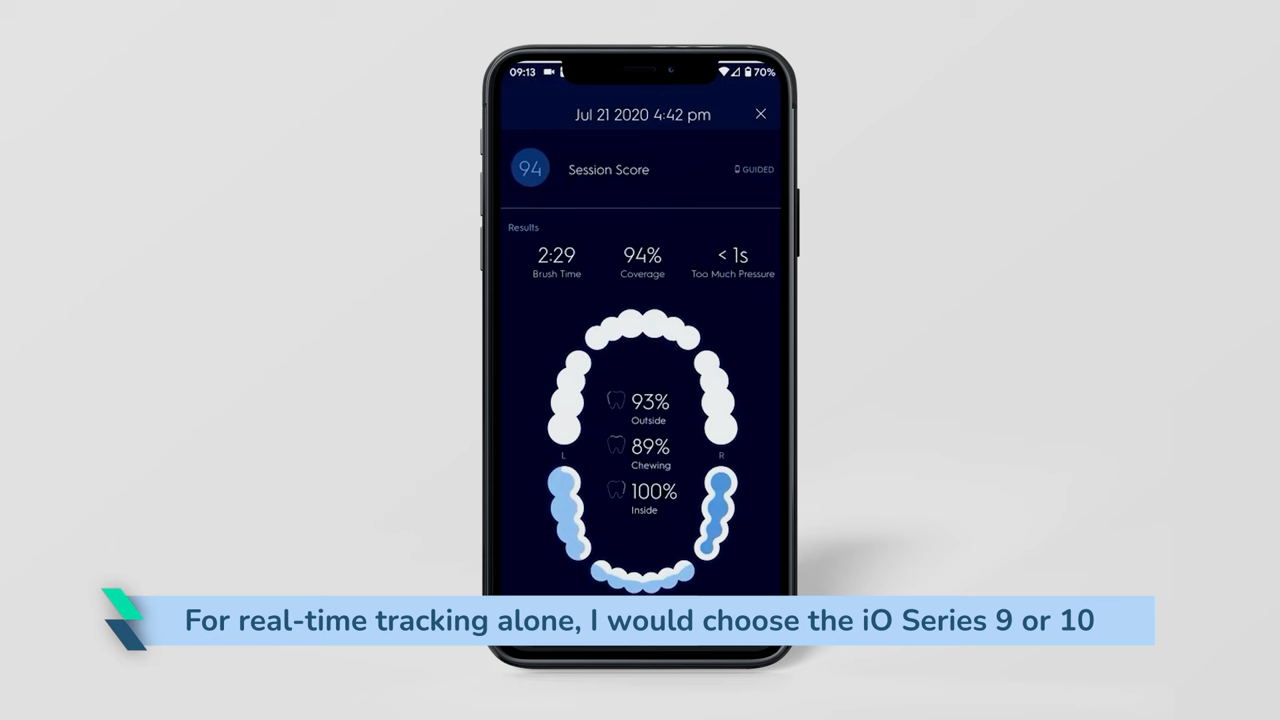 09:13
70%
Jul 21 2020 4:42 pm
94
Session Score
GUIDED
Results
2:29
94%
< 1s
Brush Time
Coverage
Too Much Pressure
93%
Outside
89%
Chewing
L
R
100%
Inside
For real-time tracking alone, I would choose the iO Series 9 or 10